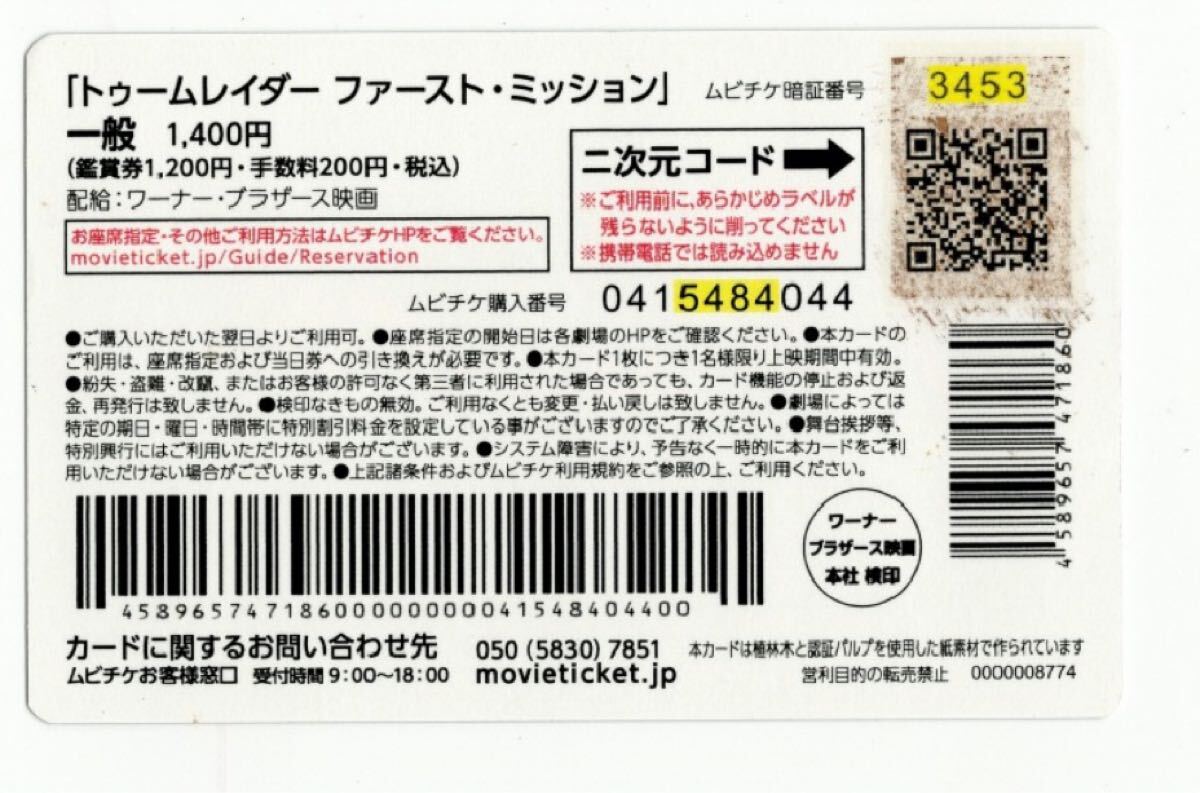 「トゥームレイダー ファースト・ミッション」 ムビチケ暗証番号 3453
一般 1,400円
(鑑賞券1,200円・手数料200円・税込)
配給：ワーナー・ブラザース映画
お座席指定・その他ご利用方法はムビチケHPをご覧ください。
movieticket.jp/Guide/Reservation
二次元コード
※ご利用前に、あらかじめラベルが
残らないように削ってください
※携帯電話では読み込めません
ムビチケ購入番号 0415484044
●ご購入いただいた翌日よりご利用可。●座席指定の開始日は各劇場のHPをご確認ください。●本カードの
ご利用は、座席指定および当日券への引き換えが必要です。●本カード1枚につき1名様限り上映期間中有効。
●紛失・盗難・改竄、またはお客様の許可なく第三者に利用された場合であっても、カード機能の停止および返
金、再発行は致しません。●検印なきもの無効。ご利用なくとも変更・払い戻しは致しません。●劇場によっては
特定の期日・曜日・時間帯に特別割引料金を設定している事がございますのでご了承ください。●舞台挨拶等、
特別興行にはご利用いただけない場合がございます。●システム障害により、予告なく一時的に本カードをご利
用いただけない場合がございます。●上記諸条件およびムビチケ利用規約をご参照の上、ご利用ください。
4589657471860
458965747186000000000041548404400
ワーナー
ブラザース映画
本社 検印
カードに関するお問い合わせ先 050 (5830) 7851
ムビチケお客様窓口 受付時間 9:00〜18:00 movieticket.jp
本カードは植林木と認証パルプを使用した紙素材で作られています
営利目的の転売禁止 0000008774